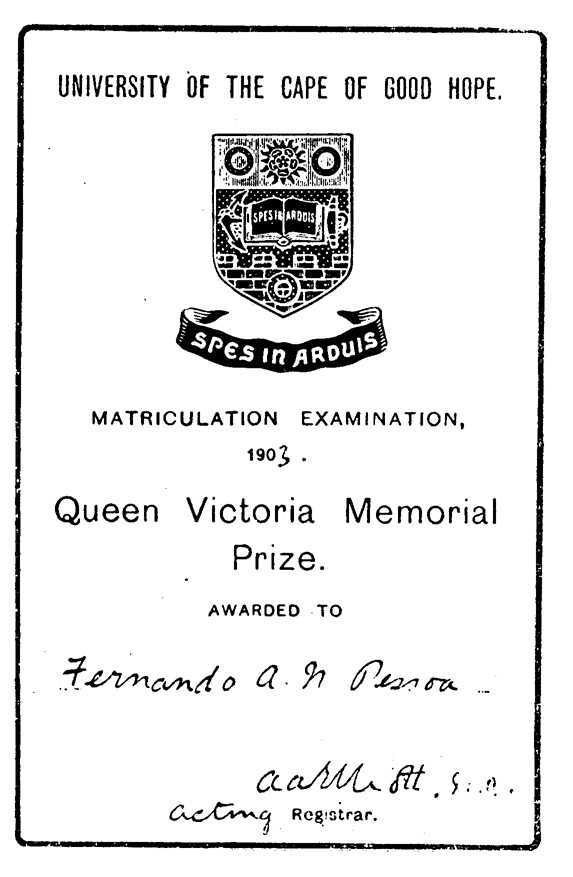 UNIVERSITY OF THE CAPE OF GOOD HOPE.
SPES IN ARDUIS
SPES IN ARDUIS
MATRICULATION EXAMINATION,
1903.
Queen Victoria Memorial
Prize.
AWARDED TO
Fernando A. N Pessoa
acting Registrar.